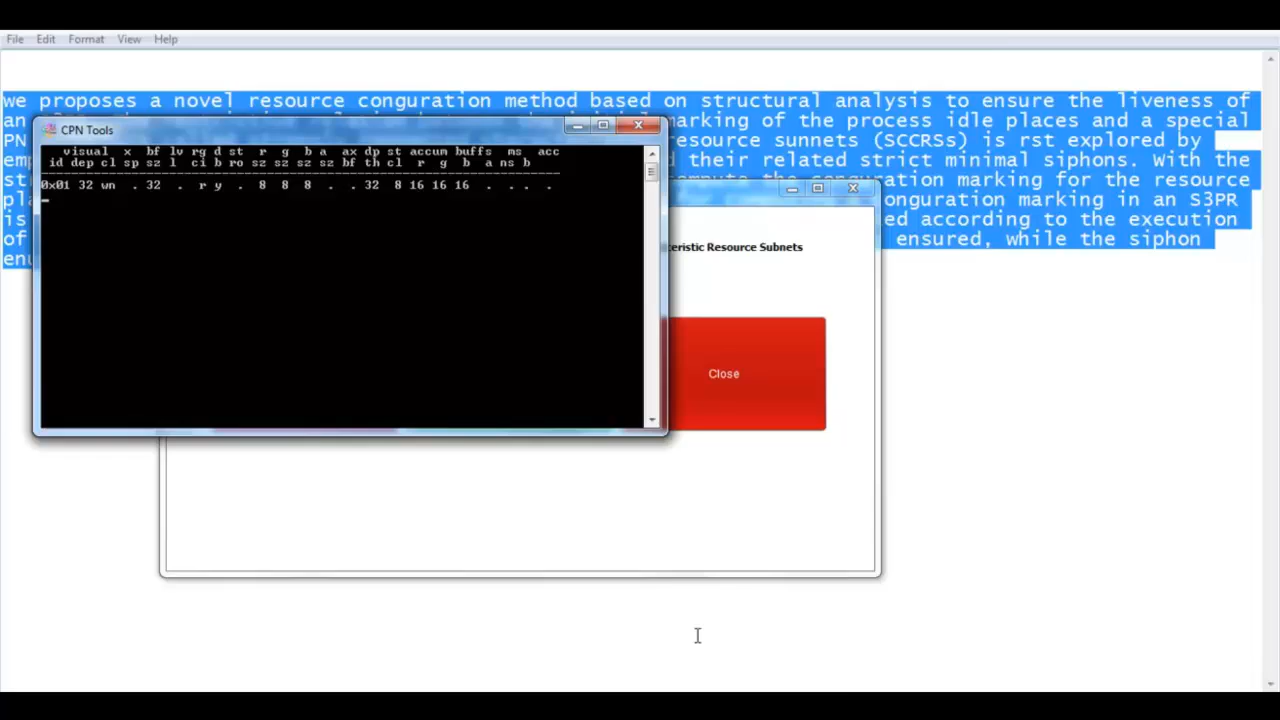 File Edit Format View Help
we proposes a novel resource conguration method based on structural analysis to ensure the liveness of
an marking of the process idle places and a special
PN resource sunnets (SCCRSs) is rst explored by
emp d their related strict minimal siphons. With the
st compute the conguration marking for the resource
pla conguration marking in an S3PR
is ed according to the execution
of ensured, while the siphon
enu
CPN Tools
visual x bf lv rg d st r g b a ax dp st accum buffs ms acc
id dep cl sp sz l ci b ro sz sz sz sz bf th cl r g b a ns b
0x01 32 wn . 32 . r y . 8 8 8 . . 32 8 16 16 16 . . . .
teristic Resource Subnets
Close